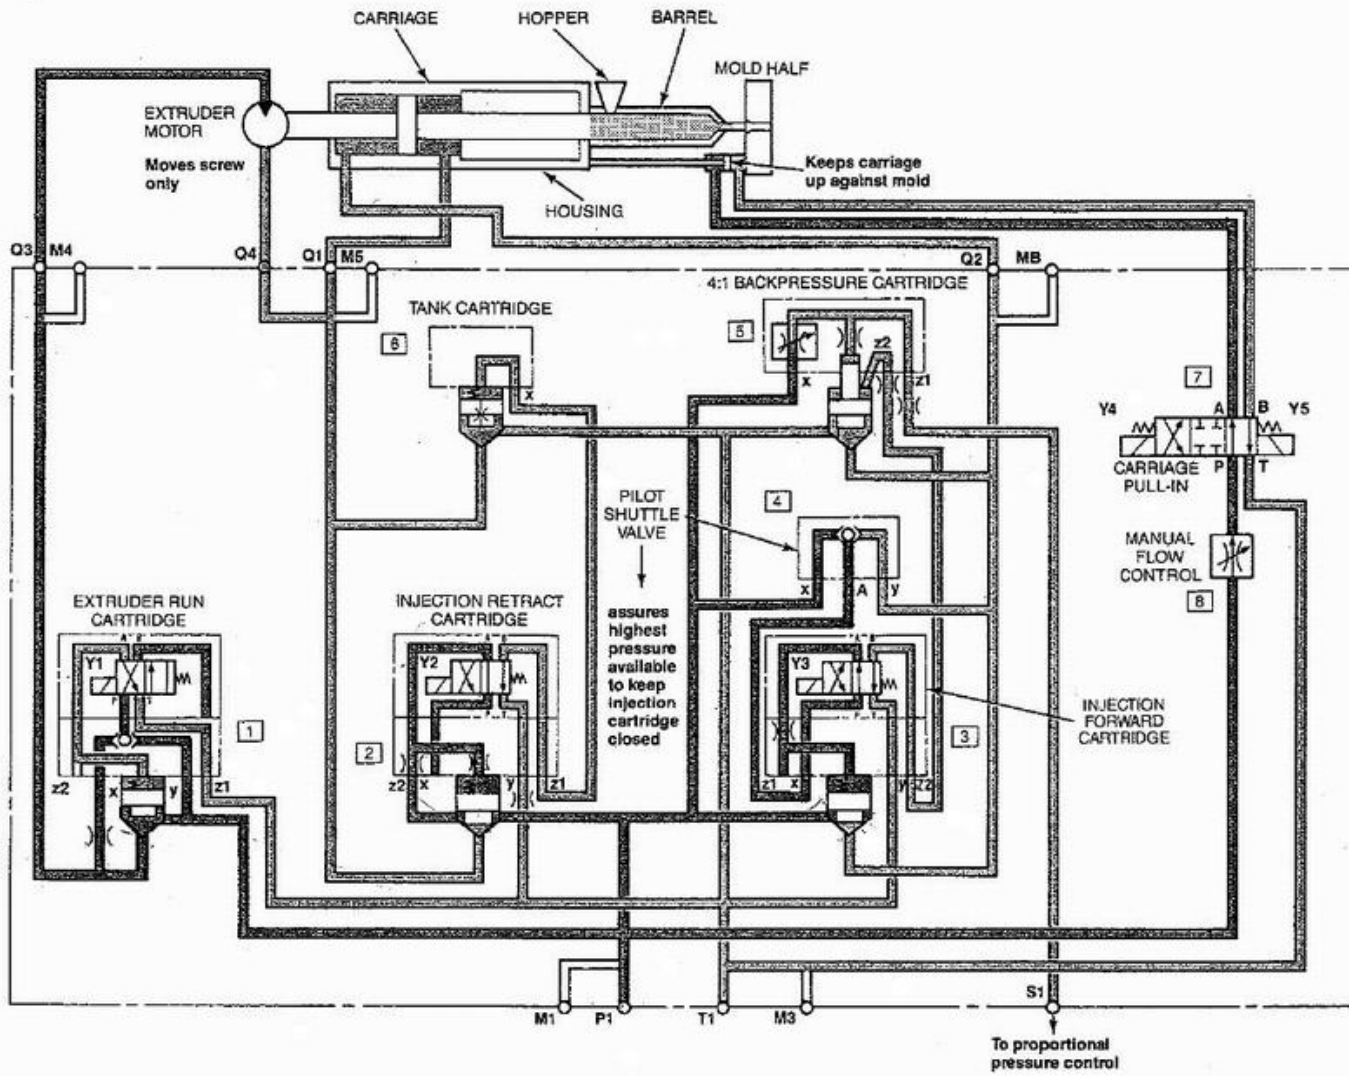 CARRIAGE
HOPPER
BARREL
MOLD HALF
EXTRUDER
MOTOR
Moves screw
only
Keeps carriage
up against mold
HOUSING
Q3
M4
Q4
Q1
M5
Q2
MB
4:1 BACKPRESSURE CARTRIDGE
TANK CARTRIDGE
6
5
z2
x
x
z1
7
Y4
A
B
Y5
P
T
CARRIAGE
PULL-IN
PILOT
SHUTTLE
VALVE
4
x
A
y
MANUAL
FLOW
CONTROL
8
assures
highest
pressure
available
to keep
injection
cartridge
closed
EXTRUDER RUN
CARTRIDGE
A B
Y1
P T
1
z2
x
y
z1
INJECTION RETRACT
CARTRIDGE
A B
Y2
P T
2
z2
x
y
z1
A B
Y3
P T
3
z1
x
y
z2
INJECTION
FORWARD
CARTRIDGE
M1
P1
T1
M3
S1
To proportional
pressure control